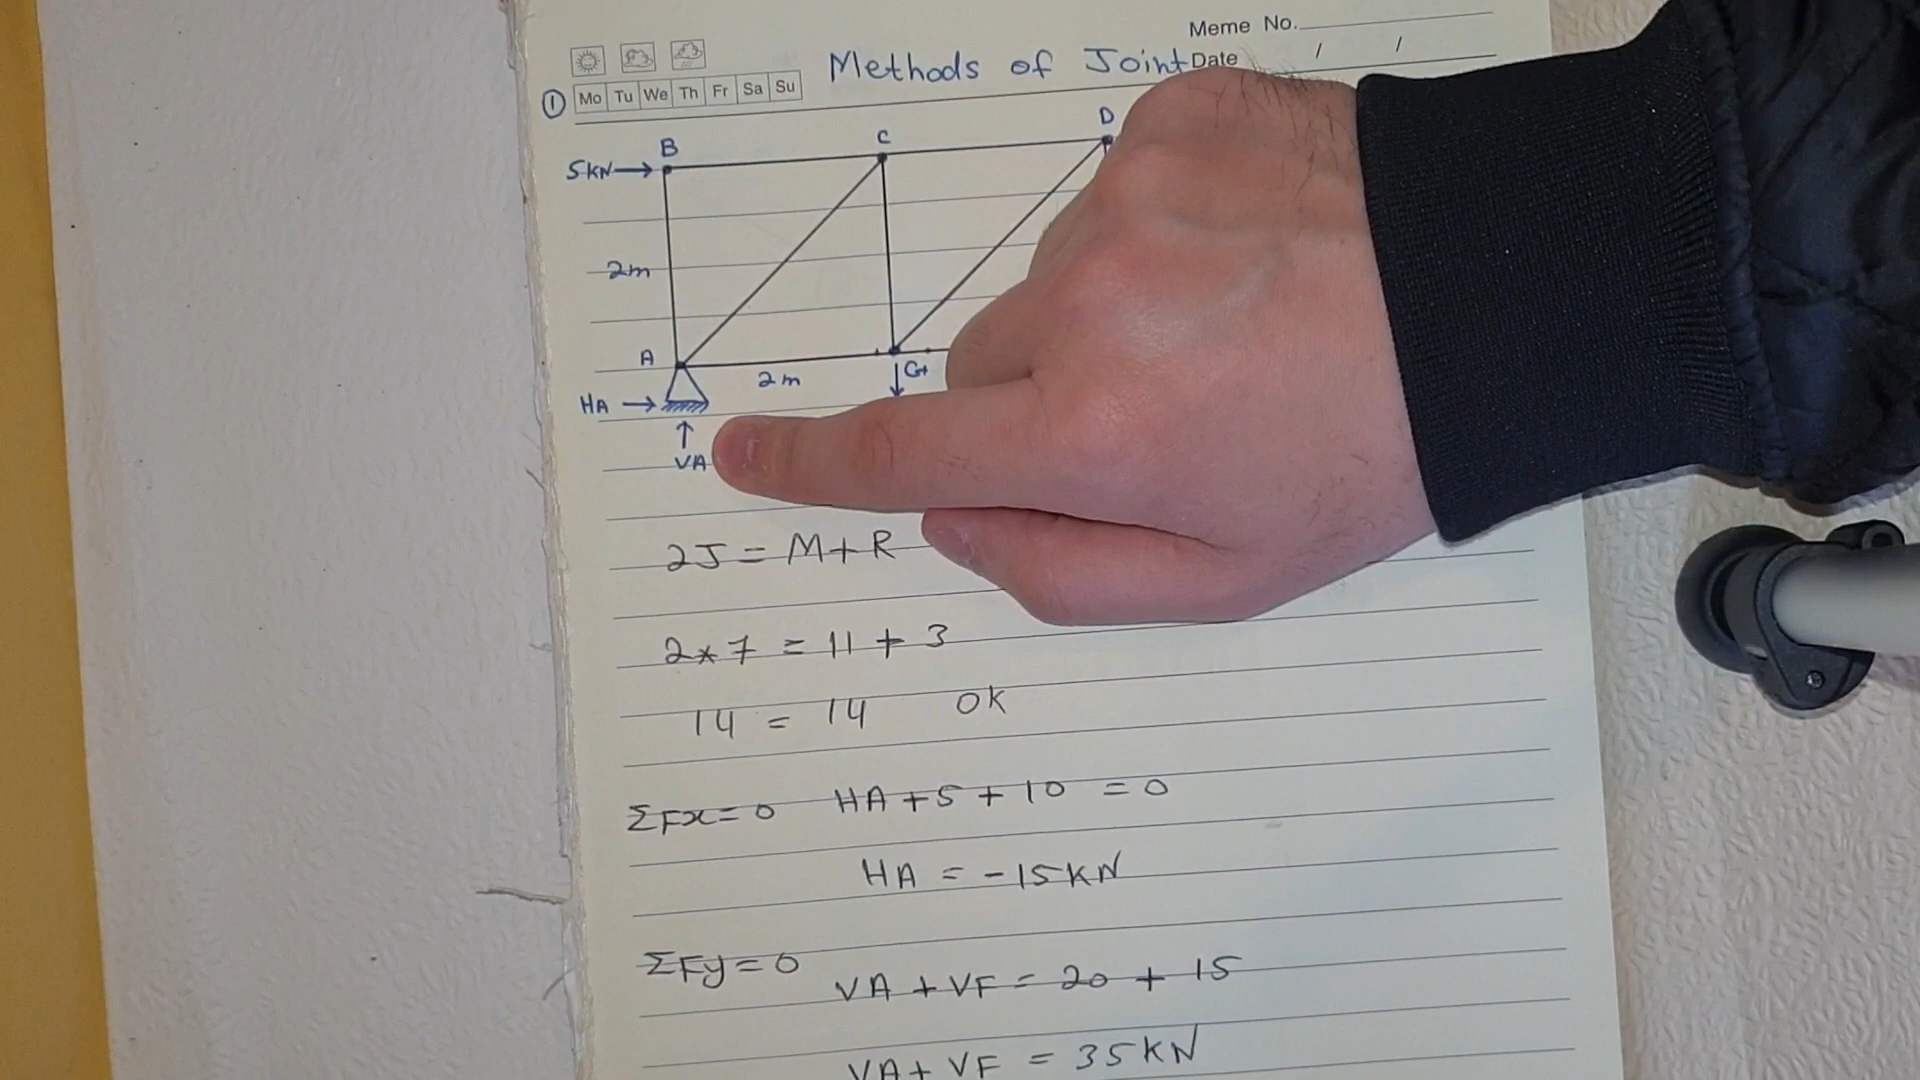 Meme No.
Methods of Joint Date / /
① Mo Tu We Th Fr Sa Su
B C D
5kN
2m
A
2m G
HA
VA
2J = M+R
2*7 = 11 + 3
14 = 14 OK
ΣFx=0 HA+5+10 = 0
HA = -15kN
ΣFy=0 VA+VF = 20 + 15
VA+VF = 35kN